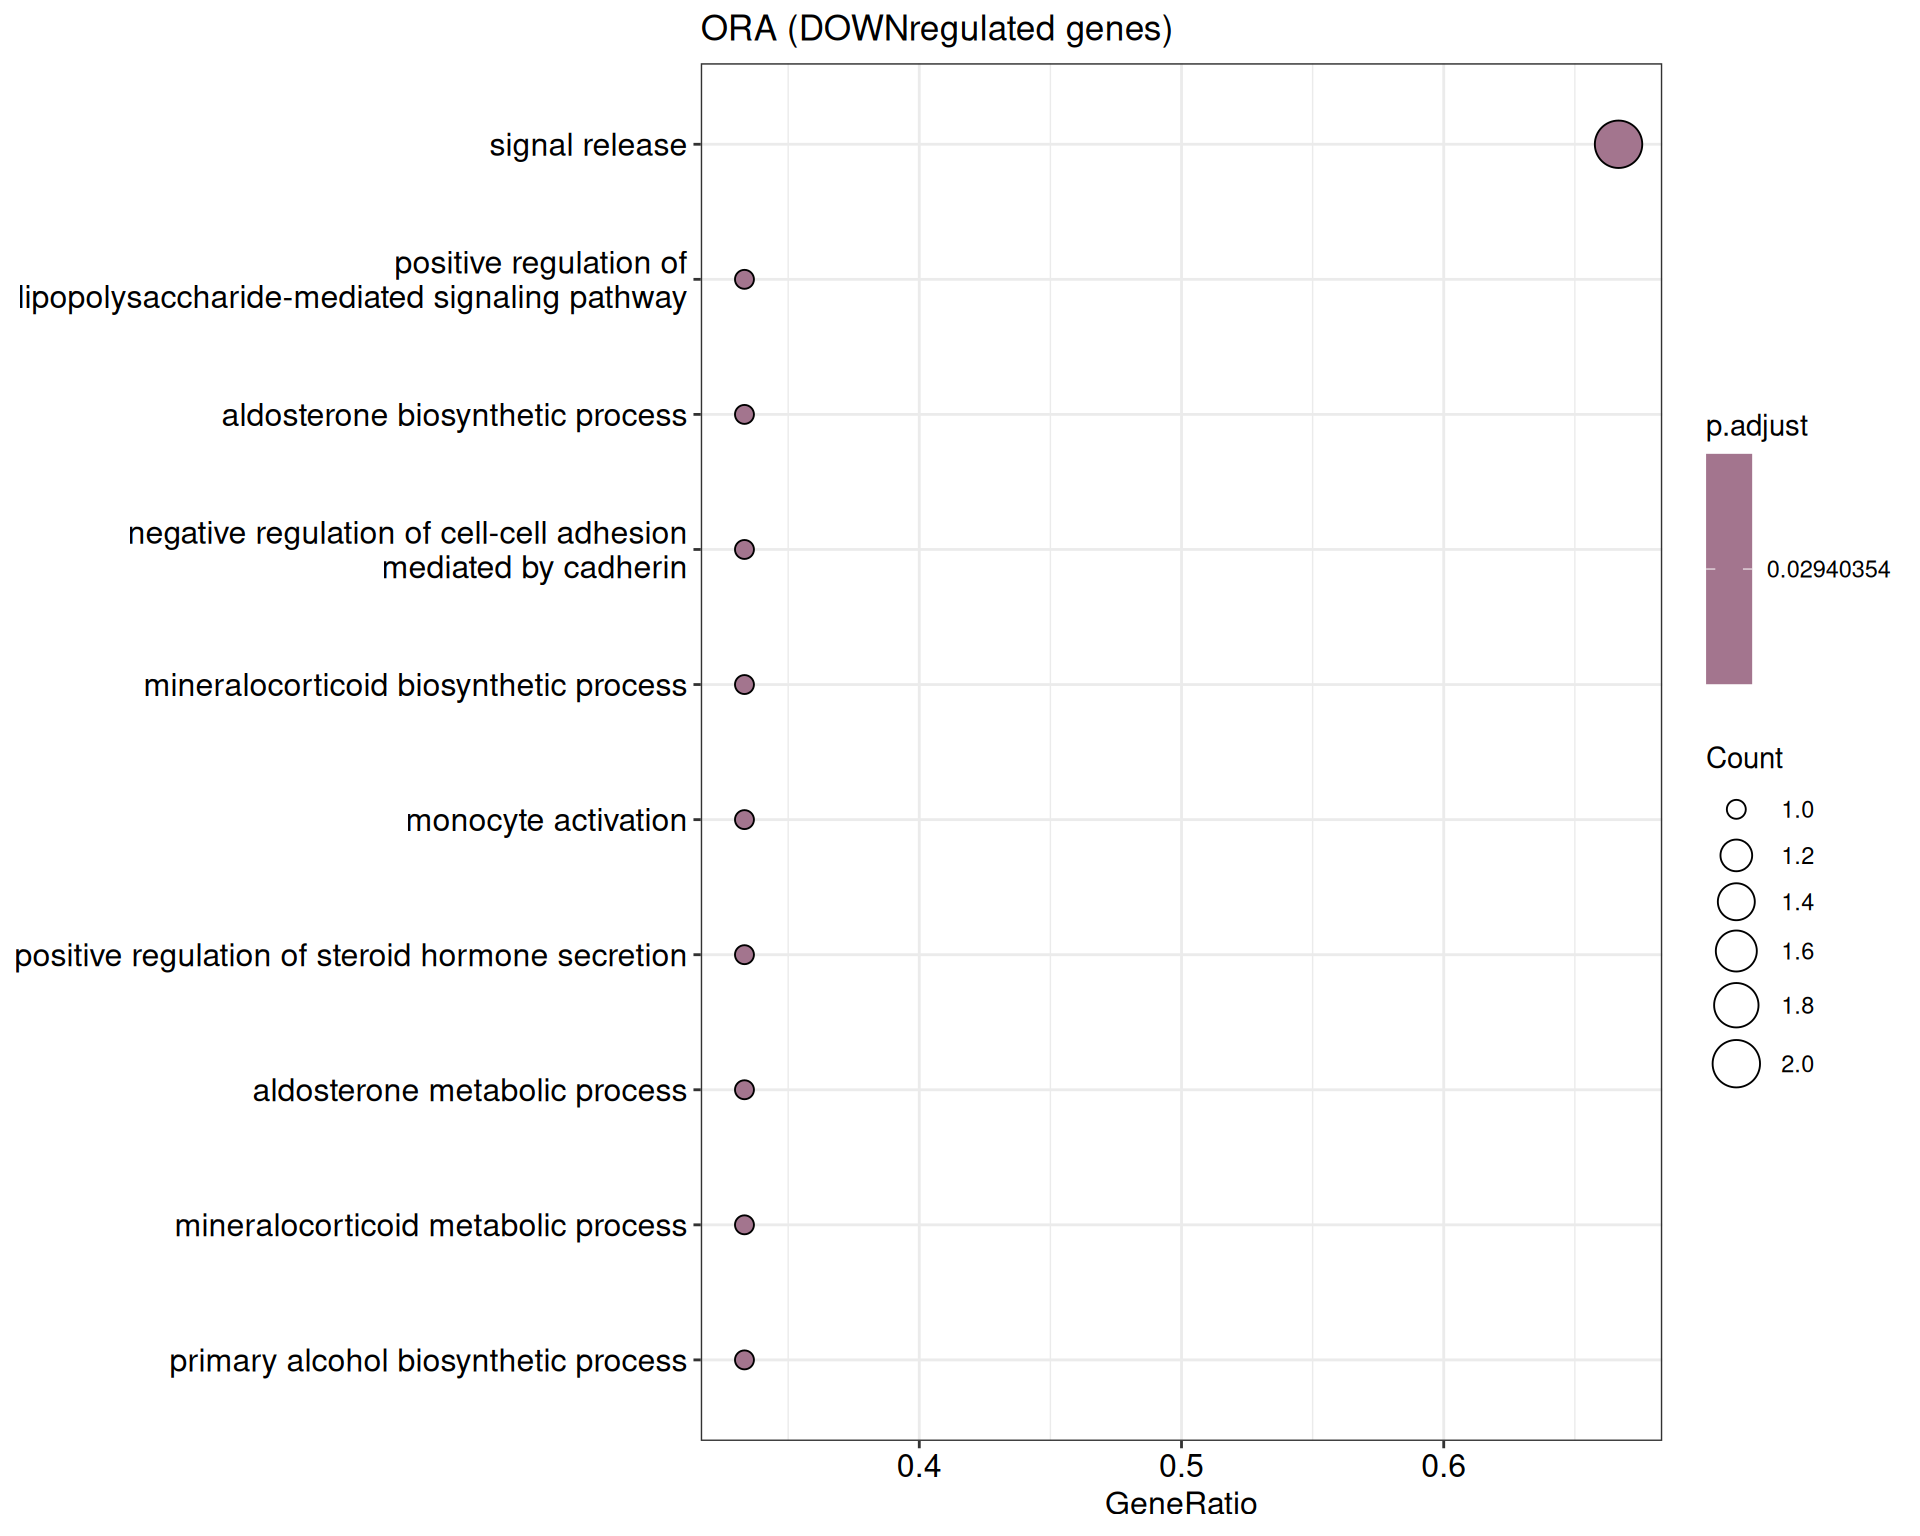 ORA (DOWNregulated genes)
signal release
positive regulation of
lipopolysaccharide-mediated signaling pathway
aldosterone biosynthetic process
negative regulation of cell-cell adhesion
mediated by cadherin
mineralocorticoid biosynthetic process
monocyte activation
positive regulation of steroid hormone secretion
aldosterone metabolic process
mineralocorticoid metabolic process
primary alcohol biosynthetic process
0.4 0.5 0.6
GeneRatio
p.adjust
0.02940354
Count
1.0
1.2
1.4
1.6
1.8
2.0